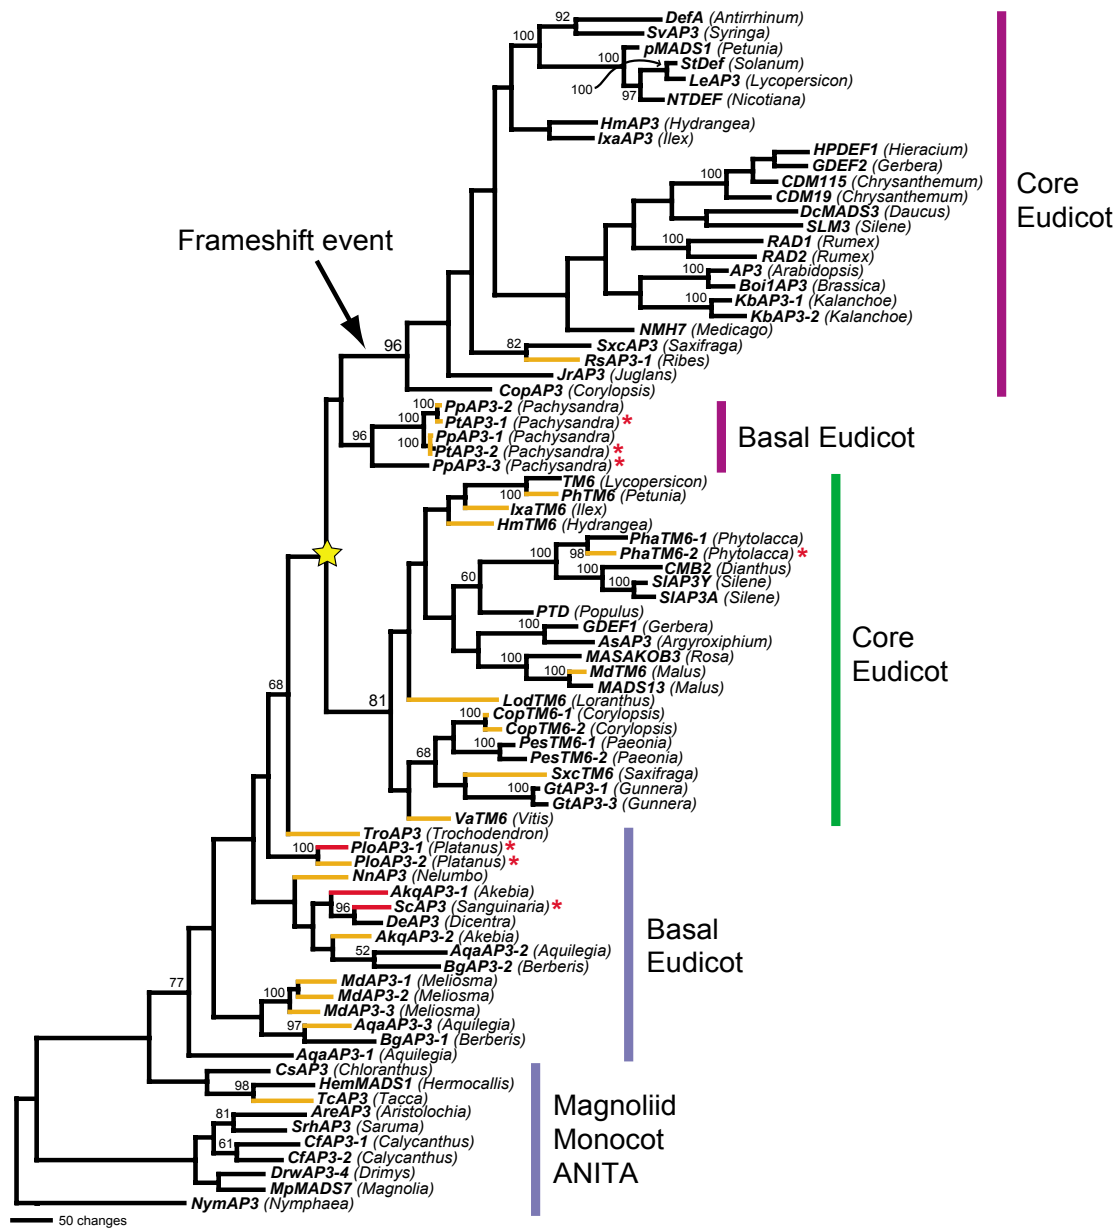 92
DefA (Antirrhinum)
SvAP3 (Syringa)
100
pMADS1 (Petunia)
100
StDef (Solanum)
LeAP3 (Lycopersicon)
100
97
NTDEF (Nicotiana)
HmAP3 (Hydrangea)
IxaAP3 (Ilex)
HPDEF1 (Hieracium)
GDEF2 (Gerbera)
100
CDM115 (Chrysanthemum)
CDM19 (Chrysanthemum)
DcMADS3 (Daucus)
SLM3 (Silene)
100
RAD1 (Rumex)
RAD2 (Rumex)
100
AP3 (Arabidopsis)
Boi1AP3 (Brassica)
100
KbAP3-1 (Kalanchoe)
KbAP3-2 (Kalanchoe)
NMH7 (Medicago)
82
SxcAP3 (Saxifraga)
RsAP3-1 (Ribes)
96
JrAP3 (Juglans)
CopAP3 (Corylopsis)
Core
Eudicot
Frameshift event
100
PpAP3-2 (Pachysandra)
100
PtAP3-1 (Pachysandra) *
96
100
PpAP3-1 (Pachysandra)
PtAP3-2 (Pachysandra) *
PpAP3-3 (Pachysandra) *
Basal Eudicot
TM6 (Lycopersicon)
100
PhTM6 (Petunia)
IxaTM6 (Ilex)
HmTM6 (Hydrangea)
PhaTM6-1 (Phytolacca)
100
98
PhaTM6-2 (Phytolacca) *
100
CMB2 (Dianthus)
60
100
SlAP3Y (Silene)
SlAP3A (Silene)
PTD (Populus)
100
GDEF1 (Gerbera)
AsAP3 (Argyroxiphium)
100
MASAKOB3 (Rosa)
100
MdTM6 (Malus)
MADS13 (Malus)
81
LodTM6 (Loranthus)
100
CopTM6-1 (Corylopsis)
CopTM6-2 (Corylopsis)
68
100
PesTM6-1 (Paeonia)
PesTM6-2 (Paeonia)
SxcTM6 (Saxifraga)
100
GtAP3-1 (Gunnera)
GtAP3-3 (Gunnera)
VaTM6 (Vitis)
Core
Eudicot
68
TroAP3 (Trochodendron)
100
PloAP3-1 (Platanus) *
PloAP3-2 (Platanus) *
NnAP3 (Nelumbo)
AkqAP3-1 (Akebia)
96
ScAP3 (Sanguinaria) *
DeAP3 (Dicentra)
AkqAP3-2 (Akebia)
52
AqaAP3-2 (Aquilegia)
BgAP3-2 (Berberis)
77
MdAP3-1 (Meliosma)
100
MdAP3-2 (Meliosma)
MdAP3-3 (Meliosma)
97
AqaAP3-3 (Aquilegia)
BgAP3-1 (Berberis)
AqaAP3-1 (Aquilegia)
Basal
Eudicot
CsAP3 (Chloranthus)
98
HemMADS1 (Hermocallis)
TcAP3 (Tacca)
81
AreAP3 (Aristolochia)
SrhAP3 (Saruma)
61
CfAP3-1 (Calycanthus)
CfAP3-2 (Calycanthus)
DrwAP3-4 (Drimys)
MpMADS7 (Magnolia)
NymAP3 (Nymphaea)
Magnoliid
Monocot
ANITA
50 changes